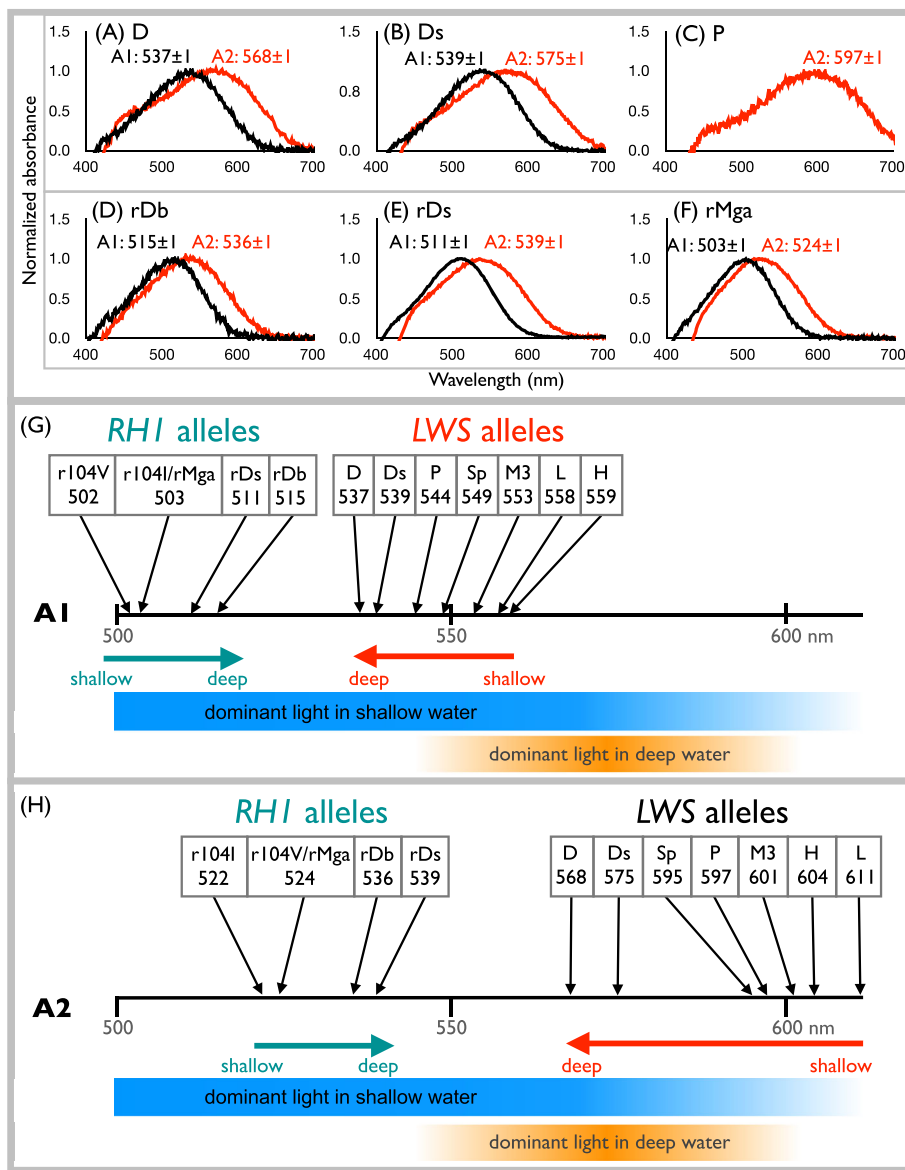 (A) D
(B) Ds
(C) P
1.5
A1: 537±1
A2: 568±1
1.5
A1: 539±1
A2: 575±1
1.5
A2: 597±1
1.0
0.5
0.0
0.8
0.0
1.0
0.5
0.0
400 500 600 700
400 500 600 700
400 500 600 700
Normalized absorbance
(D) rDb
(E) rDs
(F) rMga
1.5
A1: 515±1
A2: 536±1
1.5
A1: 511±1
A2: 539±1
1.5
A1: 503±1
A2: 524±1
1.0
0.5
0.0
1.0
0.5
0.0
1.0
0.5
0.0
400 500 600 700
400 500 600 700
400 500 600 700
Wavelength (nm)
(G)
RH1 alleles
LWS alleles
r104V r104I/rMga rDs rDb
502 503 511 515
D Ds P Sp M3 L H
537 539 544 549 553 558 559
A1
500 550 600 nm
shallow deep
deep shallow
dominant light in shallow water
dominant light in deep water
(H)
RH1 alleles
LWS alleles
r104I r104V/rMga rDb rDs
522 524 536 539
D Ds Sp P M3 H L
568 575 595 597 601 604 611
A2
500 550 600 nm
shallow deep
deep shallow
dominant light in shallow water
dominant light in deep water